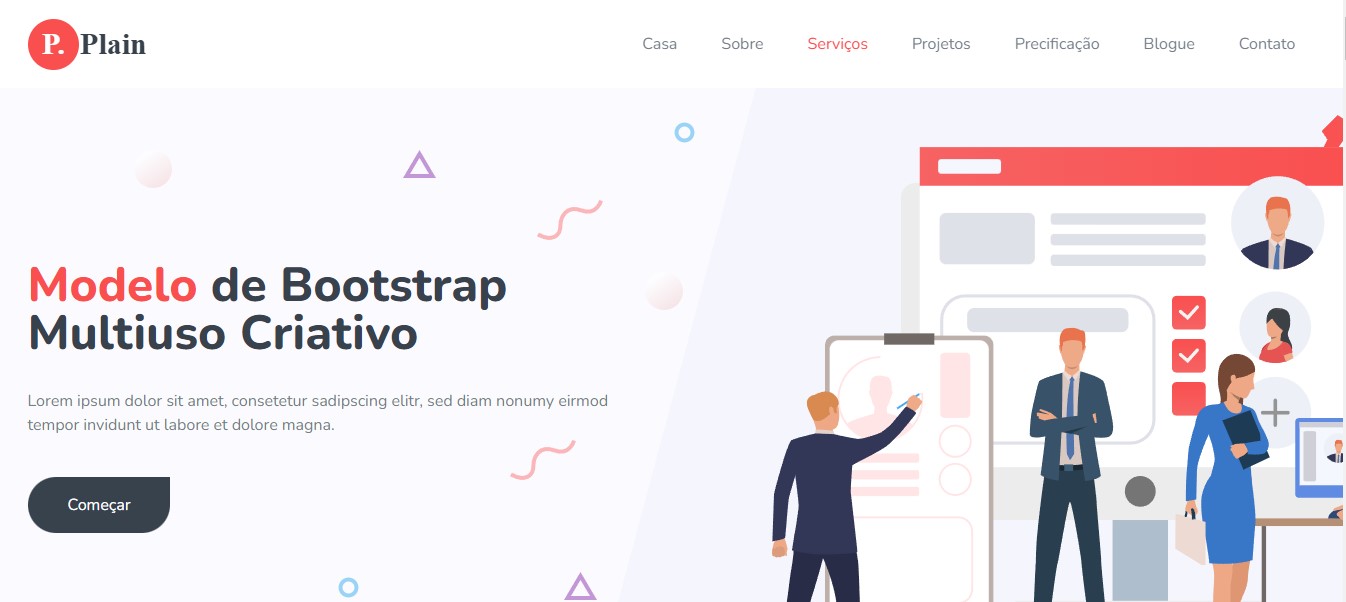 P. Plain
Casa Sobre Serviços Projetos Precificação Blogue Contato
Modelo de Bootstrap
Multiuso Criativo
Lorem ipsum dolor sit amet, consetetur sadipscing elitr, sed diam nonumy eirmod
tempor invidunt ut labore et dolore magna.
Começar